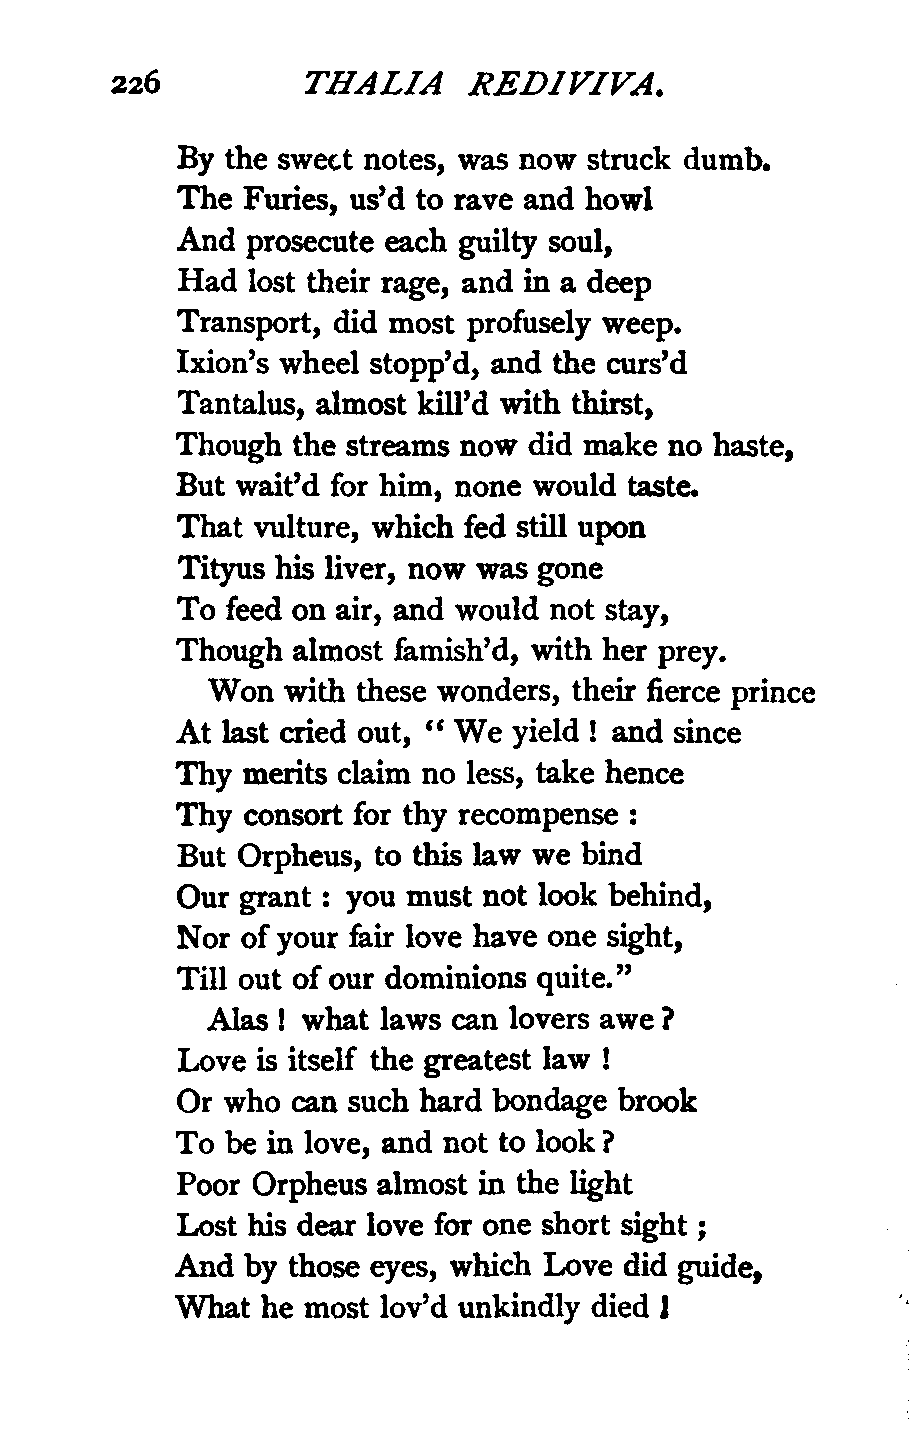 226 THALIA REDIVIVA.
By the sweet notes, was now struck dumb.
The Furies, us'd to rave and howl
And prosecute each guilty soul,
Had lost their rage, and in a deep
Transport, did most profusely weep.
Ixion's wheel stopp'd, and the curs'd
Tantalus, almost kill'd with thirst,
Though the streams now did make no haste,
But wait'd for him, none would taste.
That vulture, which fed still upon
Tityus his liver, now was gone
To feed on air, and would not stay,
Though almost famish'd, with her prey.
Won with these wonders, their fierce prince
At last cried out, “ We yield ! and since
Thy merits claim no less, take hence
Thy consort for thy recompense :
But Orpheus, to this law we bind
Our grant : you must not look behind,
Nor of your fair love have one sight,
Till out of our dominions quite.”
Alas ! what laws can lovers awe ?
Love is itself the greatest law !
Or who can such hard bondage brook
To be in love, and not to look ?
Poor Orpheus almost in the light
Lost his dear love for one short sight ;
And by those eyes, which Love did guide,
What he most lov'd unkindly died !